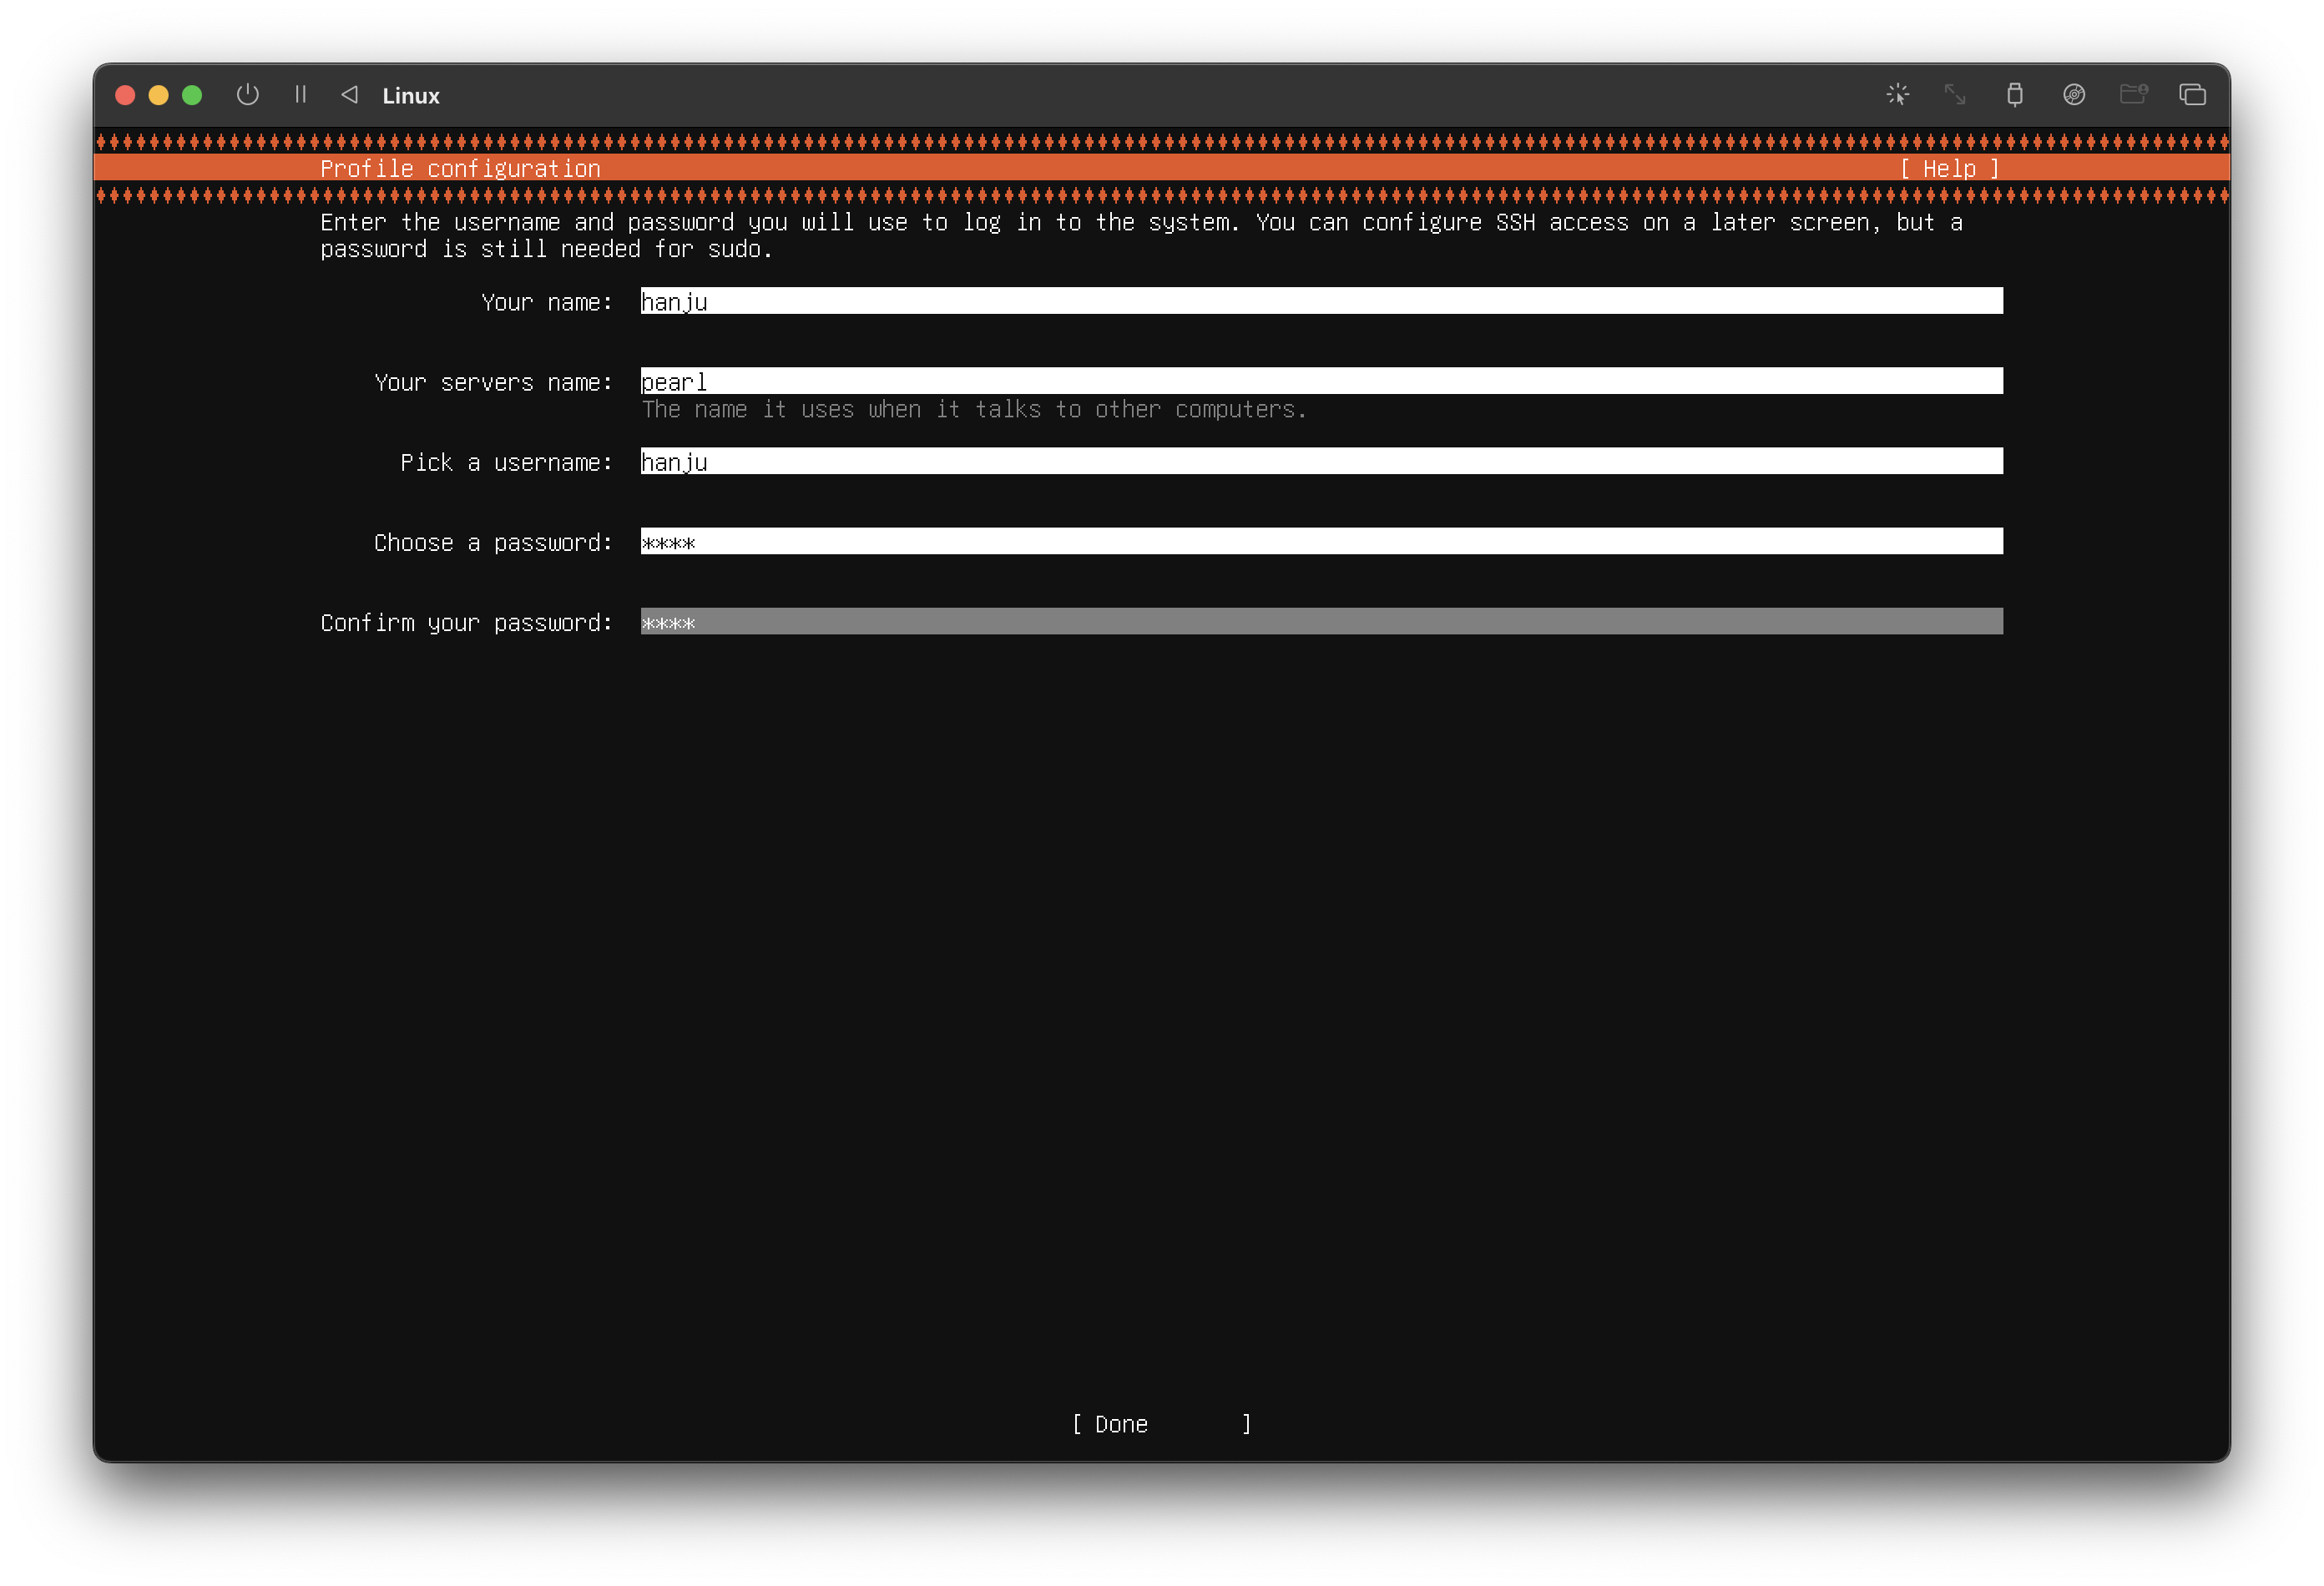 Linux
Profile configuration [ Help ]
Enter the username and password you will use to log in to the system. You can configure SSH access on a later screen, but a
password is still needed for sudo.
Your name: hanju
Your servers name: pearl
The name it uses when it talks to other computers.
Pick a username: hanju
Choose a password: ****
Confirm your password: ****
[ Done ]